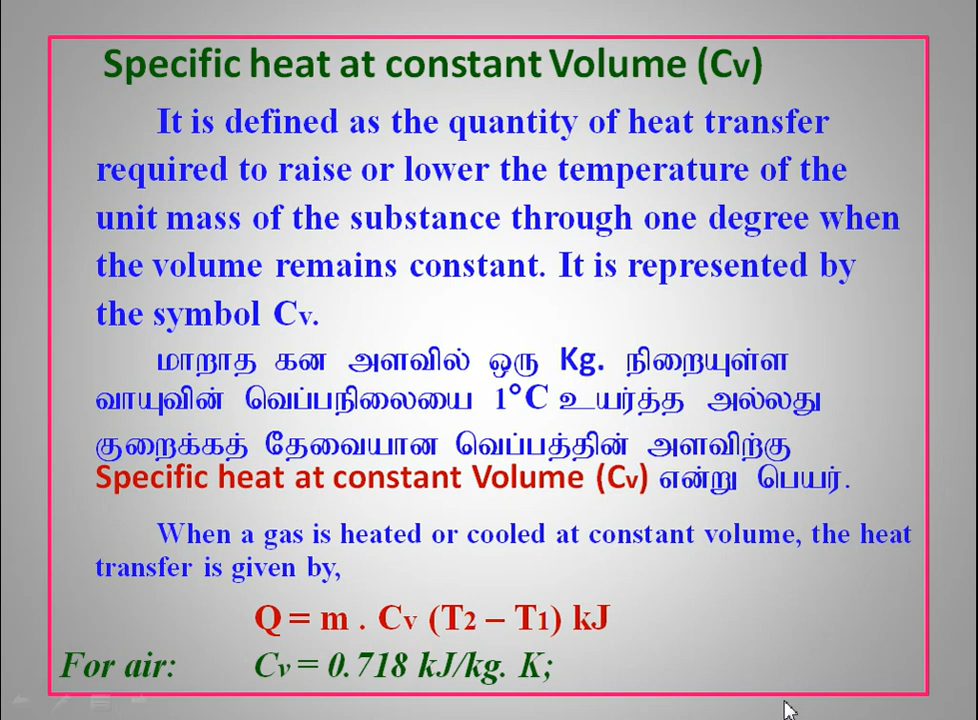 Specific heat at constant Volume (Cv)
It is defined as the quantity of heat transfer
required to raise or lower the temperature of the
unit mass of the substance through one degree when
the volume remains constant. It is represented by
the symbol Cv.
மாறாத கன அளவில் ஒரு Kg. நிறையுள்ள
வாயுவின் வெப்பநிலையை 1°C உயர்த்த அல்லது
குறைக்கத் தேவையான வெப்பத்தின் அளவிற்கு
Specific heat at constant Volume (Cv) என்று பெயர்.
When a gas is heated or cooled at constant volume, the heat
transfer is given by,
Q = m . Cv (T2 – T1) kJ
For air: Cv = 0.718 kJ/kg. K;